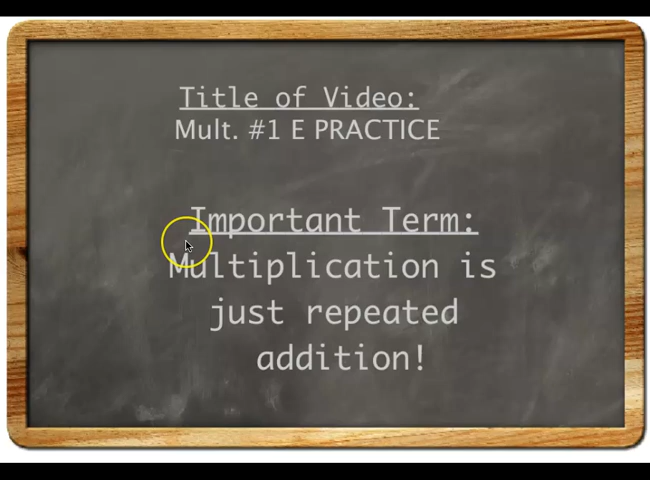 Title of Video:
Mult. #1 E PRACTICE
Important Term:
Multiplication is
just repeated
addition!